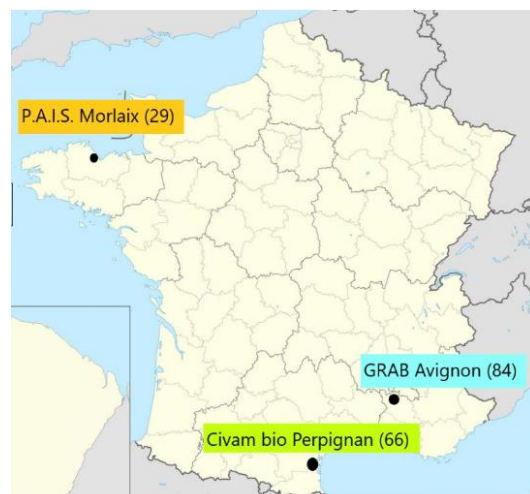 P.A.I.S. Morlaix (29)
GRAB Avignon (84)
Civam bio Perpignan (66)